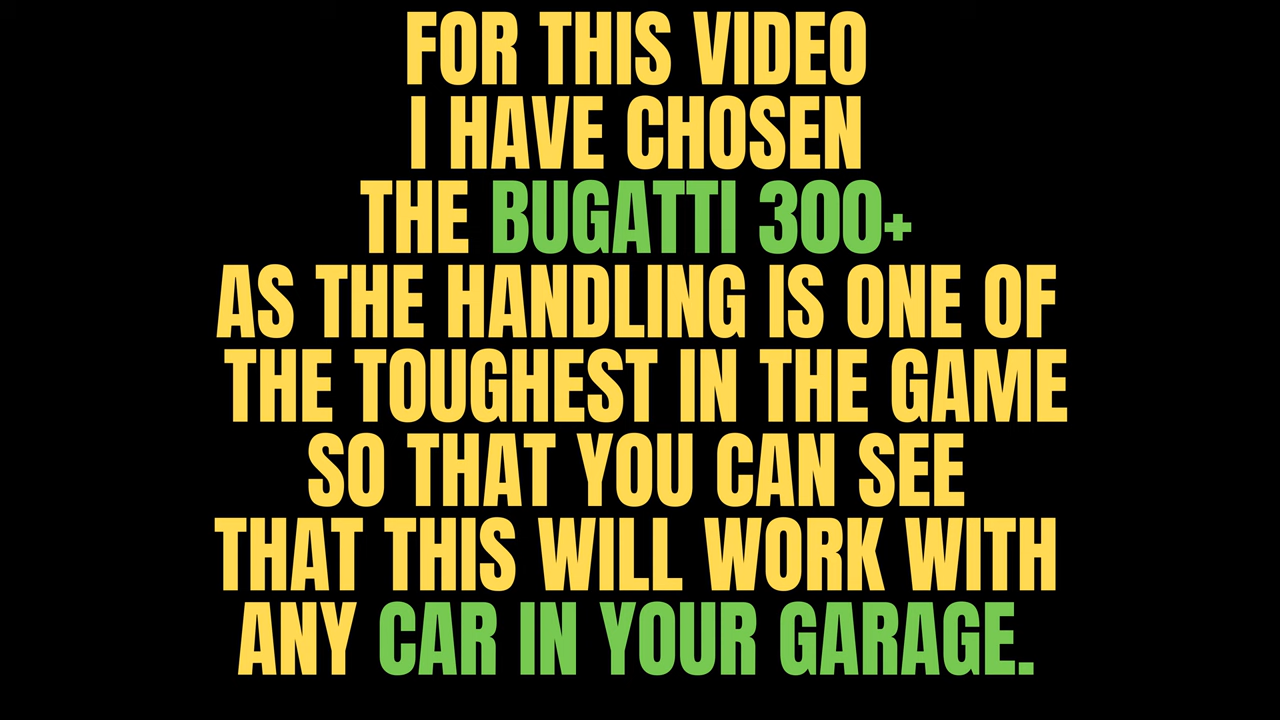 FOR THIS VIDEO
I HAVE CHOSEN
THE BUGATTI 300+
AS THE HANDLING IS ONE OF
THE TOUGHEST IN THE GAME
SO THAT YOU CAN SEE
THAT THIS WILL WORK WITH
ANY CAR IN YOUR GARAGE.